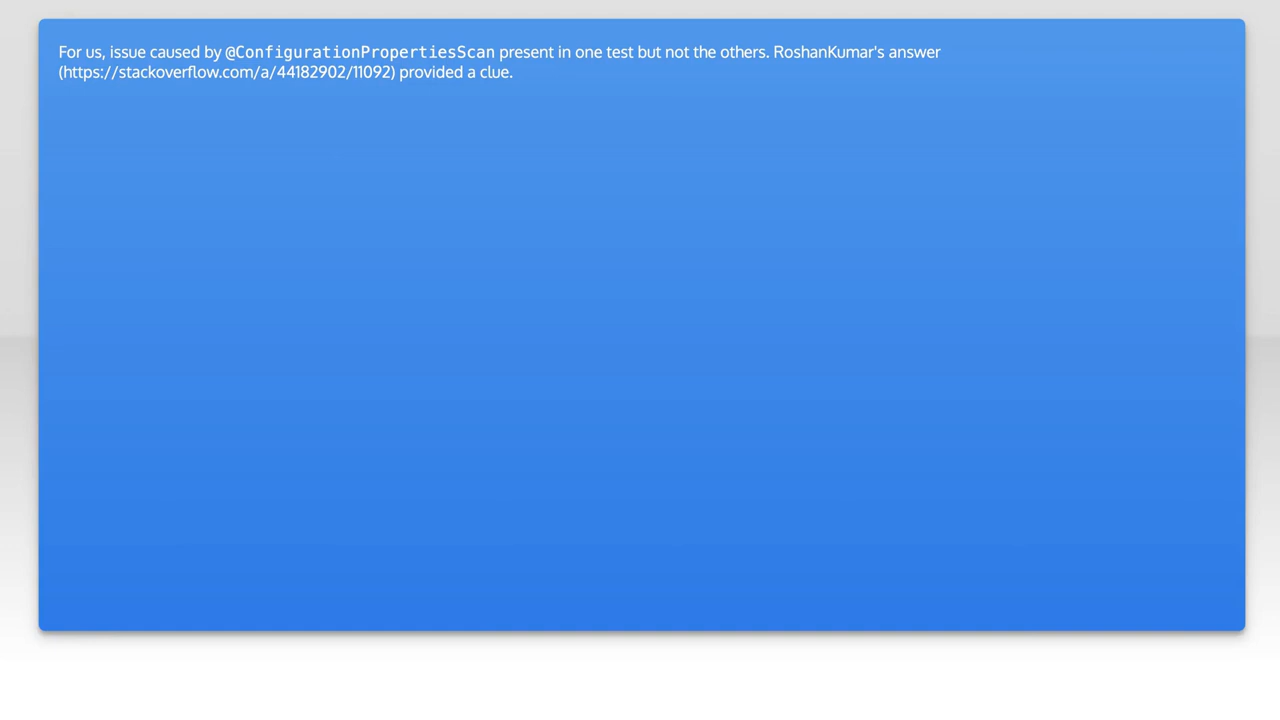 For us, issue caused by @ConfigurationPropertiesScan present in one test but not the others. RoshanKumar's answer
(https://stackoverflow.com/a/44182902/11092) provided a clue.